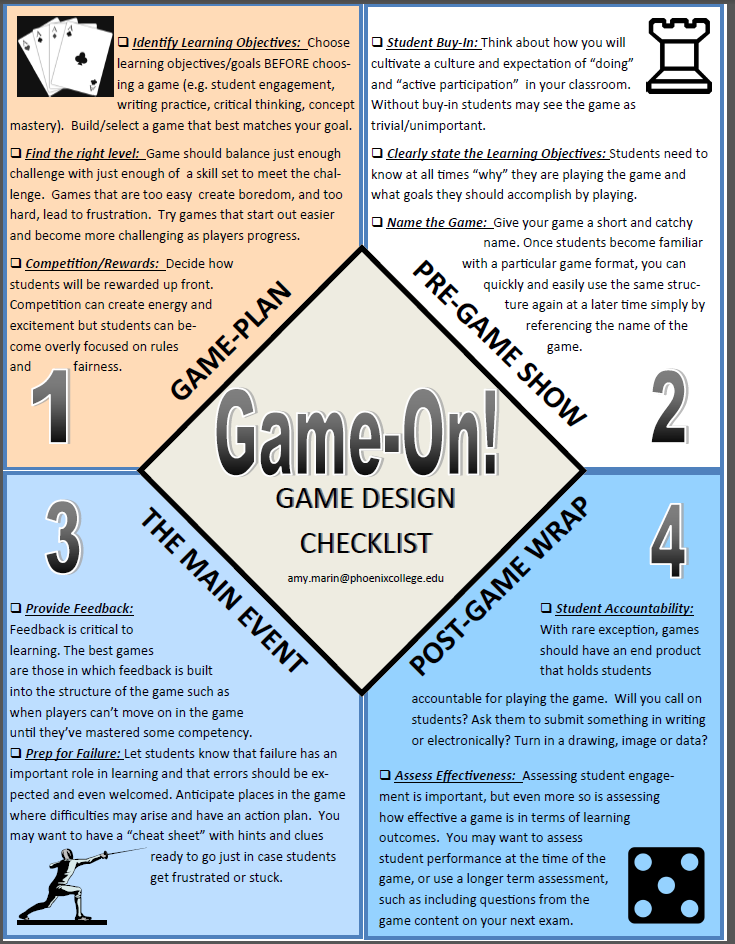 ❑ Identify Learning Objectives: Choose
learning objectives/goals BEFORE choos-
ing a game (e.g. student engagement,
writing practice, critical thinking, concept
mastery). Build/select a game that best matches your goal.
❑ Find the right level: Game should balance just enough
challenge with just enough of a skill set to meet the chal-
lenge. Games that are too easy create boredom, and too
hard, lead to frustration. Try games that start out easier
and become more challenging as players progress.
❑ Competition/Rewards: Decide how
students will be rewarded up front.
Competition can create energy and
excitement but students can be-
come overly focused on rules
and fairness.
1
GAME-PLAN
❑ Student Buy-In: Think about how you will
cultivate a culture and expectation of “doing”
and “active participation” in your classroom.
Without buy-in students may see the game as
trivial/unimportant.
❑ Clearly state the Learning Objectives: Students need to
know at all times “why” they are playing the game and
what goals they should accomplish by playing.
❑ Name the Game: Give your game a short and catchy
name. Once students become familiar
with a particular game format, you can
quickly and easily use the same struc-
ture again at a later time simply by
referencing the name of the
game.
PRE-GAME SHOW
2
Game-On!
GAME DESIGN
CHECKLIST
amy.marin@phoenixcollege.edu
3
THE MAIN EVENT
❑ Provide Feedback:
Feedback is critical to
learning. The best games
are those in which feedback is built
into the structure of the game such as
when players can’t move on in the game
until they’ve mastered some competency.
❑ Prep for Failure: Let students know that failure has an
important role in learning and that errors should be ex-
pected and even welcomed. Anticipate places in the game
where difficulties may arise and have an action plan. You
may want to have a “cheat sheet” with hints and clues
ready to go just in case students
get frustrated or stuck.
4
POST-GAME WRAP
❑ Student Accountability:
With rare exception, games
should have an end product
that holds students
accountable for playing the game. Will you call on
students? Ask them to submit something in writing
or electronically? Turn in a drawing, image or data?
❑ Assess Effectiveness: Assessing student engage-
ment is important, but even more so is assessing
how effective a game is in terms of learning
outcomes. You may want to assess
student performance at the time of the
game, or use a longer term assessment,
such as including questions from the
game content on your next exam.